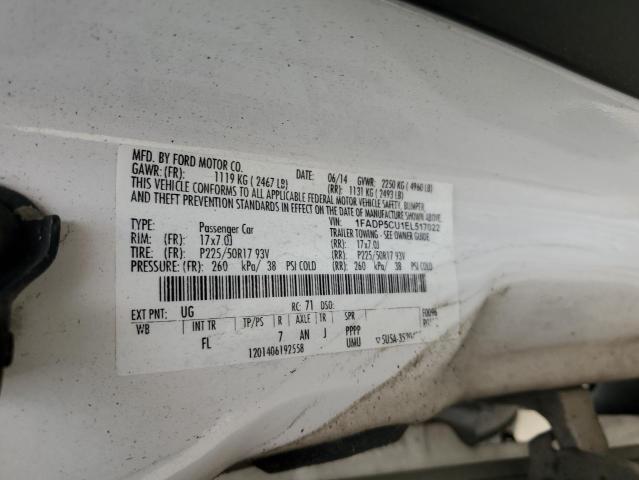 MFD. BY FORD MOTOR CO.
DATE: 06/14 GVWR: 2250 KG ( 4960 LB)
GAWR: (FR): 1119 KG ( 2467 LB) (RR): 1131 KG ( 2493 LB)
THIS VEHICLE CONFORMS TO ALL APPLICABLE FEDERAL MOTOR VEHICLE SAFETY, BUMPER,
AND THEFT PREVENTION STANDARDS IN EFFECT ON THE DATE OF MANUFACTURE SHOWN ABOVE.
VIN: 1FADP5CU1EL517022
TYPE: Passenger Car TRAILER TOWING - SEE OWNER GUIDE
RIM: (FR): 17x7.0J (RR): 17x7.0J
TIRE: (FR): P225/50R17 93V (RR): P225/50R17 93V
PRESSURE: (FR): 260 kPa/ 38 PSI COLD (RR): 260 kPa/ 38 PSI COLD
EXT PNT: UG RC: 71 DSO: F0096
WB INT TR TP/PS R AXLE TR SPR
FL 7 AN J PPPP
UMU
1201406192558